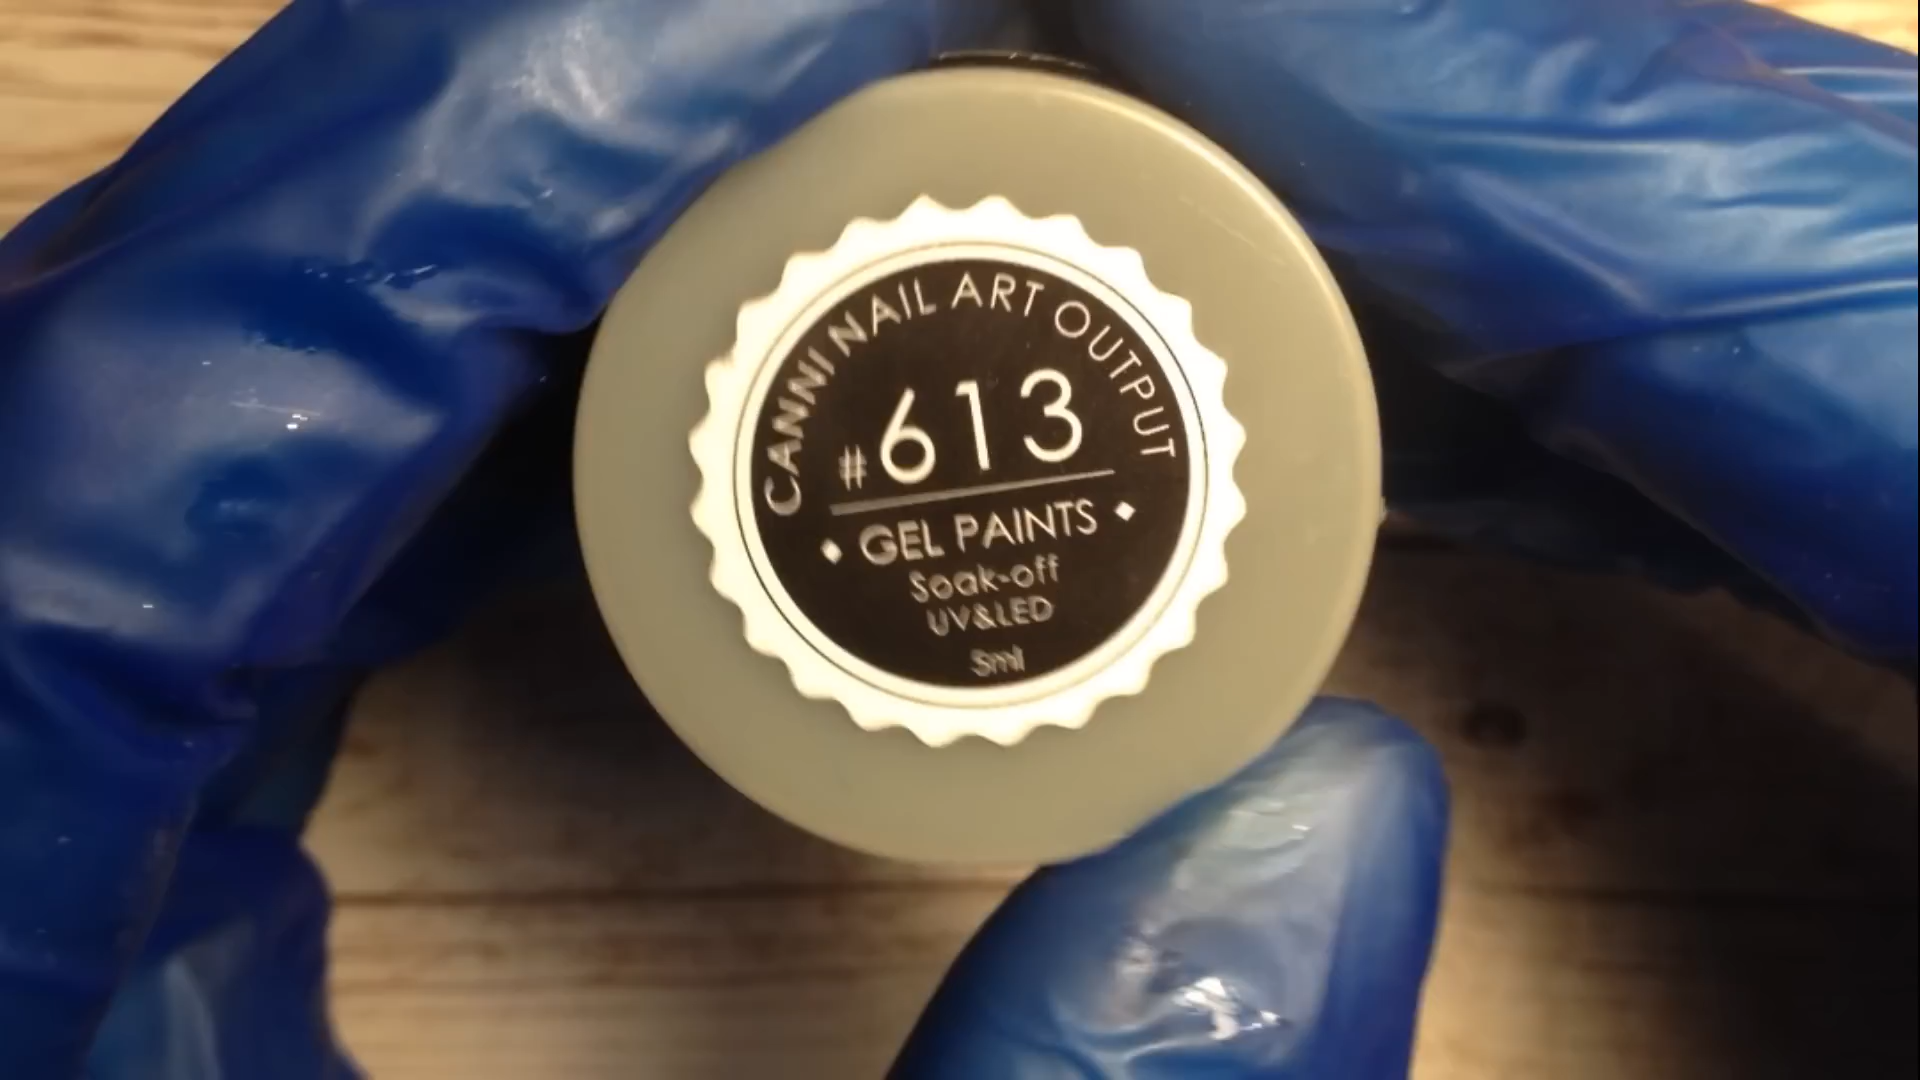 CANNI NAIL ART OUTPUT
#613
GEL PAINTS
Soak-off
UV&LED
5ml